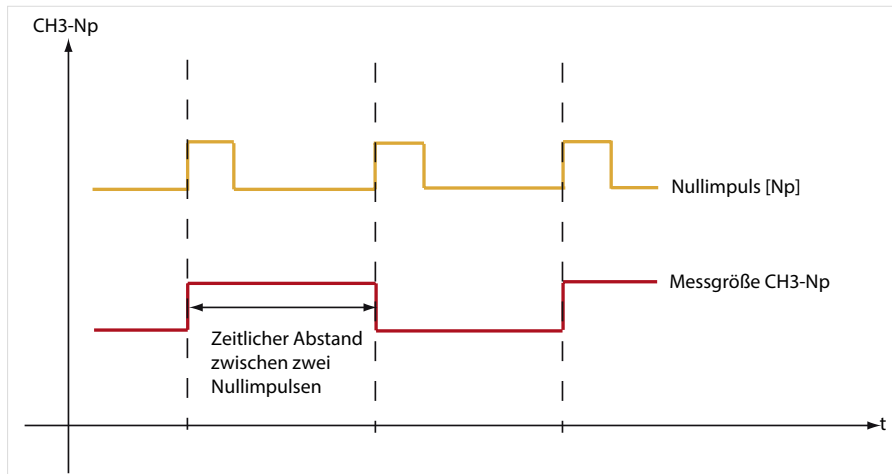 CH3-Np
Nullimpuls [Np]
Messgröße CH3-Np
Zeitlicher Abstand
zwischen zwei
Nullimpulsen
t